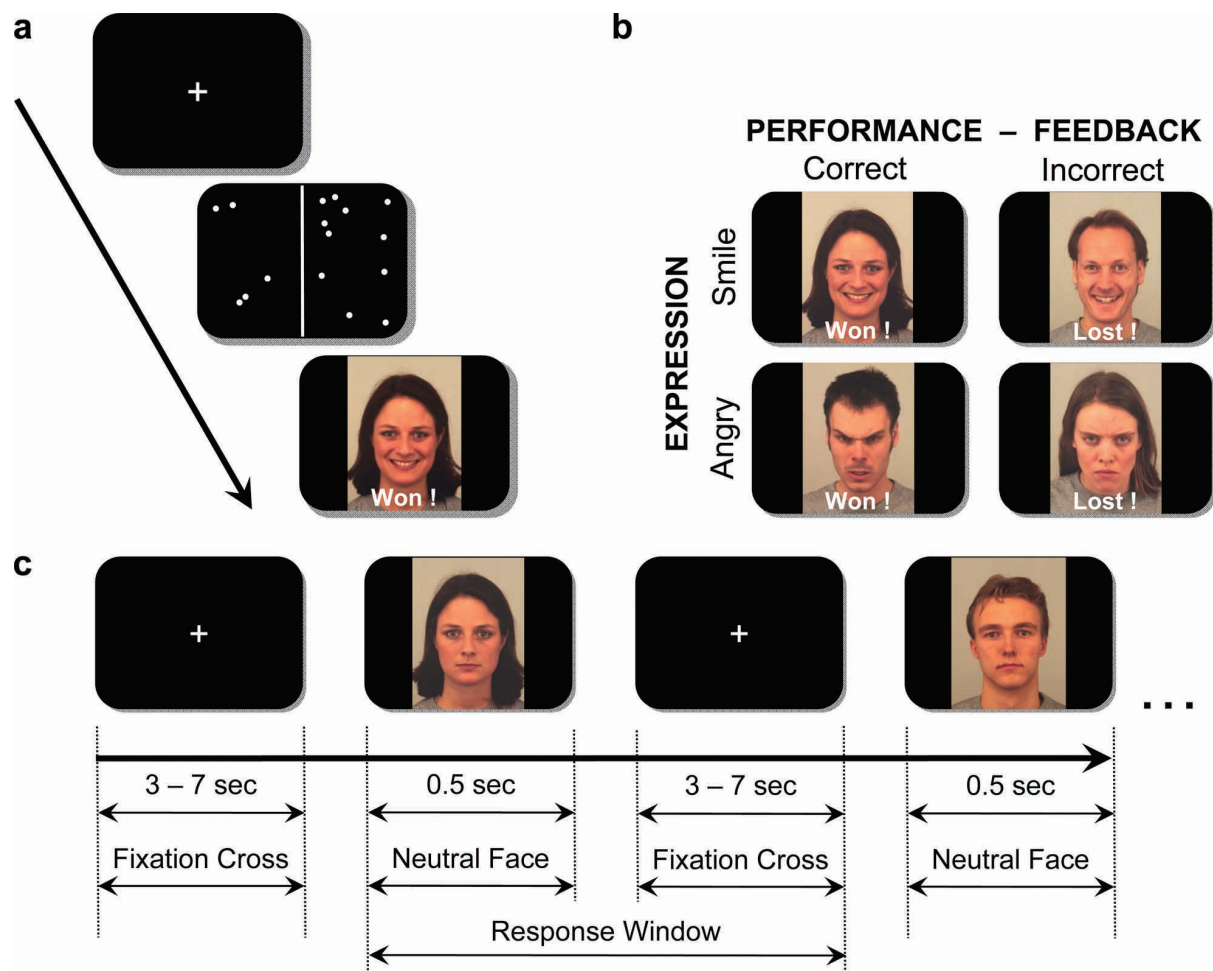 a
Won !
b
PERFORMANCE – FEEDBACK
Correct Incorrect
EXPRESSION
Smile
Angry
Won !
Lost !
Won !
Lost !
c
...
3 – 7 sec
0.5 sec
3 – 7 sec
0.5 sec
Fixation Cross
Neutral Face
Fixation Cross
Neutral Face
Response Window